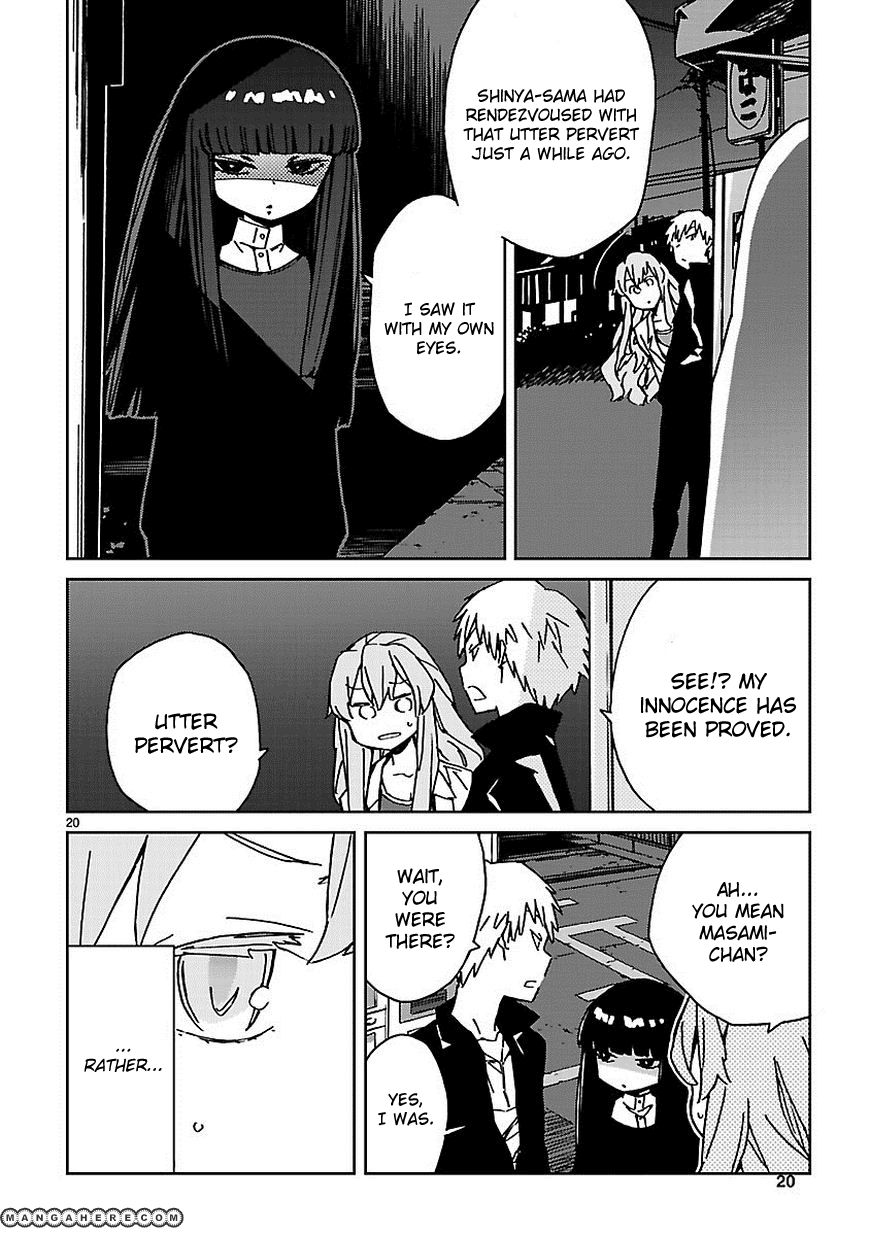 SHINYA-SAMA HAD
RENDEZVOUSED WITH
THAT UTTER PERVERT
JUST A WHILE AGO.
ばこ
I SAW IT
WITH MY OWN
EYES.
SEE!? MY
INNOCENCE HAS
BEEN PROVED.
UTTER
PERVERT?
20
AH...
YOU MEAN
MASAMI-
CHAN?
WAIT,
YOU
WERE
THERE?
YES,
I WAS.
...
RATHER...
20
MANGAHERE.COM